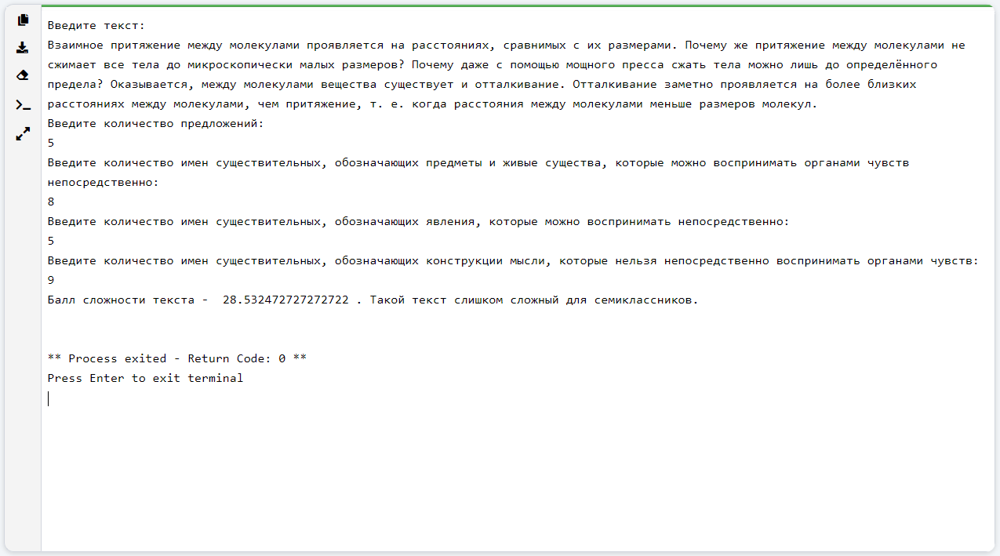 Введите текст:
Взаимное притяжение между молекулами проявляется на расстояниях, сравнимых с их размерами. Почему же притяжение между молекулами не
сжимает все тела до микроскопически малых размеров? Почему даже с помощью мощного пресса сжать тела можно лишь до определённого
предела? Оказывается, между молекулами вещества существует и отталкивание. Отталкивание заметно проявляется на более близких
расстояниях между молекулами, чем притяжение, т. е. когда расстояния между молекулами меньше размеров молекул.
Введите количество предложений:
5
Введите количество имен существительных, обозначающих предметы и живые существа, которые можно воспринимать органами чувств
непосредственно:
8
Введите количество имен существительных, обозначающих явления, которые можно воспринимать непосредственно:
5
Введите количество имен существительных, обозначающих конструкции мысли, которые нельзя непосредственно воспринимать органами чувств:
9
Балл сложности текста -  28.532472727272722 . Такой текст слишком сложный для семиклассников.
** Process exited - Return Code: 0 **
Press Enter to exit terminal